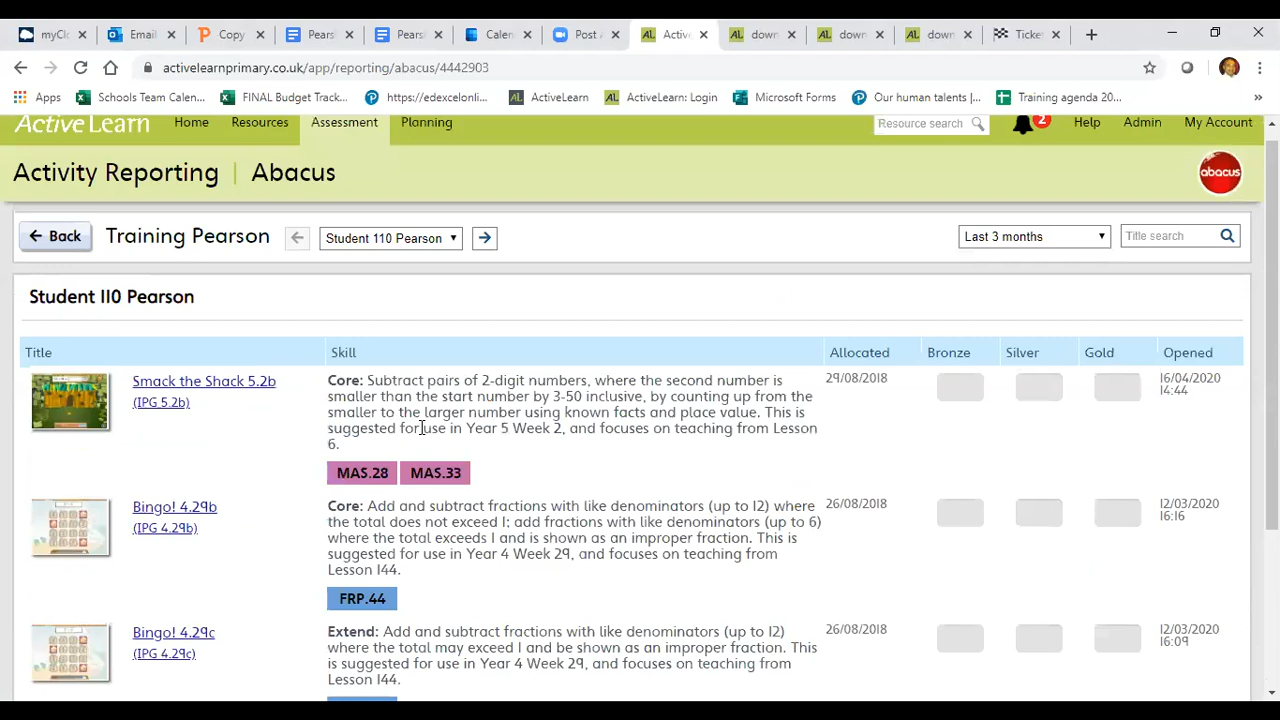 myClo
Email
Copy
Pears
Pears
Calen
Post A
Active
down
down
down
Ticket
activelearnprimary.co.uk/app/reporting/abacus/4442903
Apps
Schools Team Calen...
FINAL Budget Track...
https://edexcelonli...
ActiveLearn
ActiveLearn: Login
Microsoft Forms
Our human talents |...
Training agenda 20...
»
ActiveLearn
Home
Resources
Assessment
Planning
Resource search
2
Help
Admin
My Account
Activity Reporting | Abacus
abacus
Back
Training Pearson
Student 110 Pearson
Last 3 months
Title search
Student 110 Pearson
Title
Skill
Allocated
Bronze
Silver
Gold
Opened
Smack the Shack 5.2b
(IPG 5.2b)
Core: Subtract pairs of 2-digit numbers, where the second number is
smaller than the start number by 3-50 inclusive, by counting up from the
smaller to the larger number using known facts and place value. This is
suggested for use in Year 5 Week 2, and focuses on teaching from Lesson
6.
MAS.28 MAS.33
29/08/2018
16/04/2020
14:44
Bingo! 4.29b
(IPG 4.29b)
Core: Add and subtract fractions with like denominators (up to 12) where
the total does not exceed 1; add fractions with like denominators (up to 6)
where the total exceeds 1 and is shown as an improper fraction. This is
suggested for use in Year 4 Week 29, and focuses on teaching from
Lesson 144.
FRP.44
26/08/2018
12/03/2020
16:16
Bingo! 4.29c
(IPG 4.29c)
Extend: Add and subtract fractions with like denominators (up to 12)
where the total may exceed 1 and be shown as an improper fraction. This
is suggested for use in Year 4 Week 29, and focuses on teaching from
Lesson 144.
26/08/2018
12/03/2020
16:09